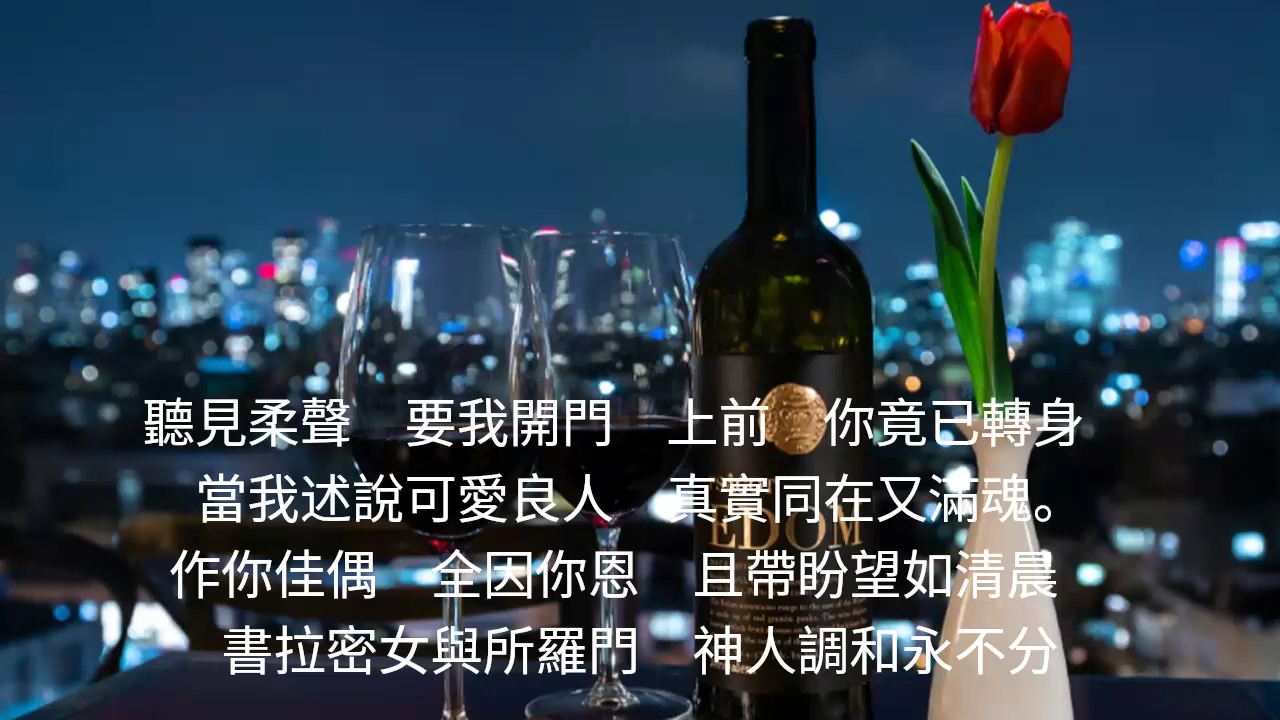 聽見柔聲 要我開門 上前 你竟已轉身
當我述說可愛良人 真實同在又滿魂。
作你佳偶 全因你恩 且帶盼望如清晨
書拉密女與所羅門 神人調和永不分
EDOM